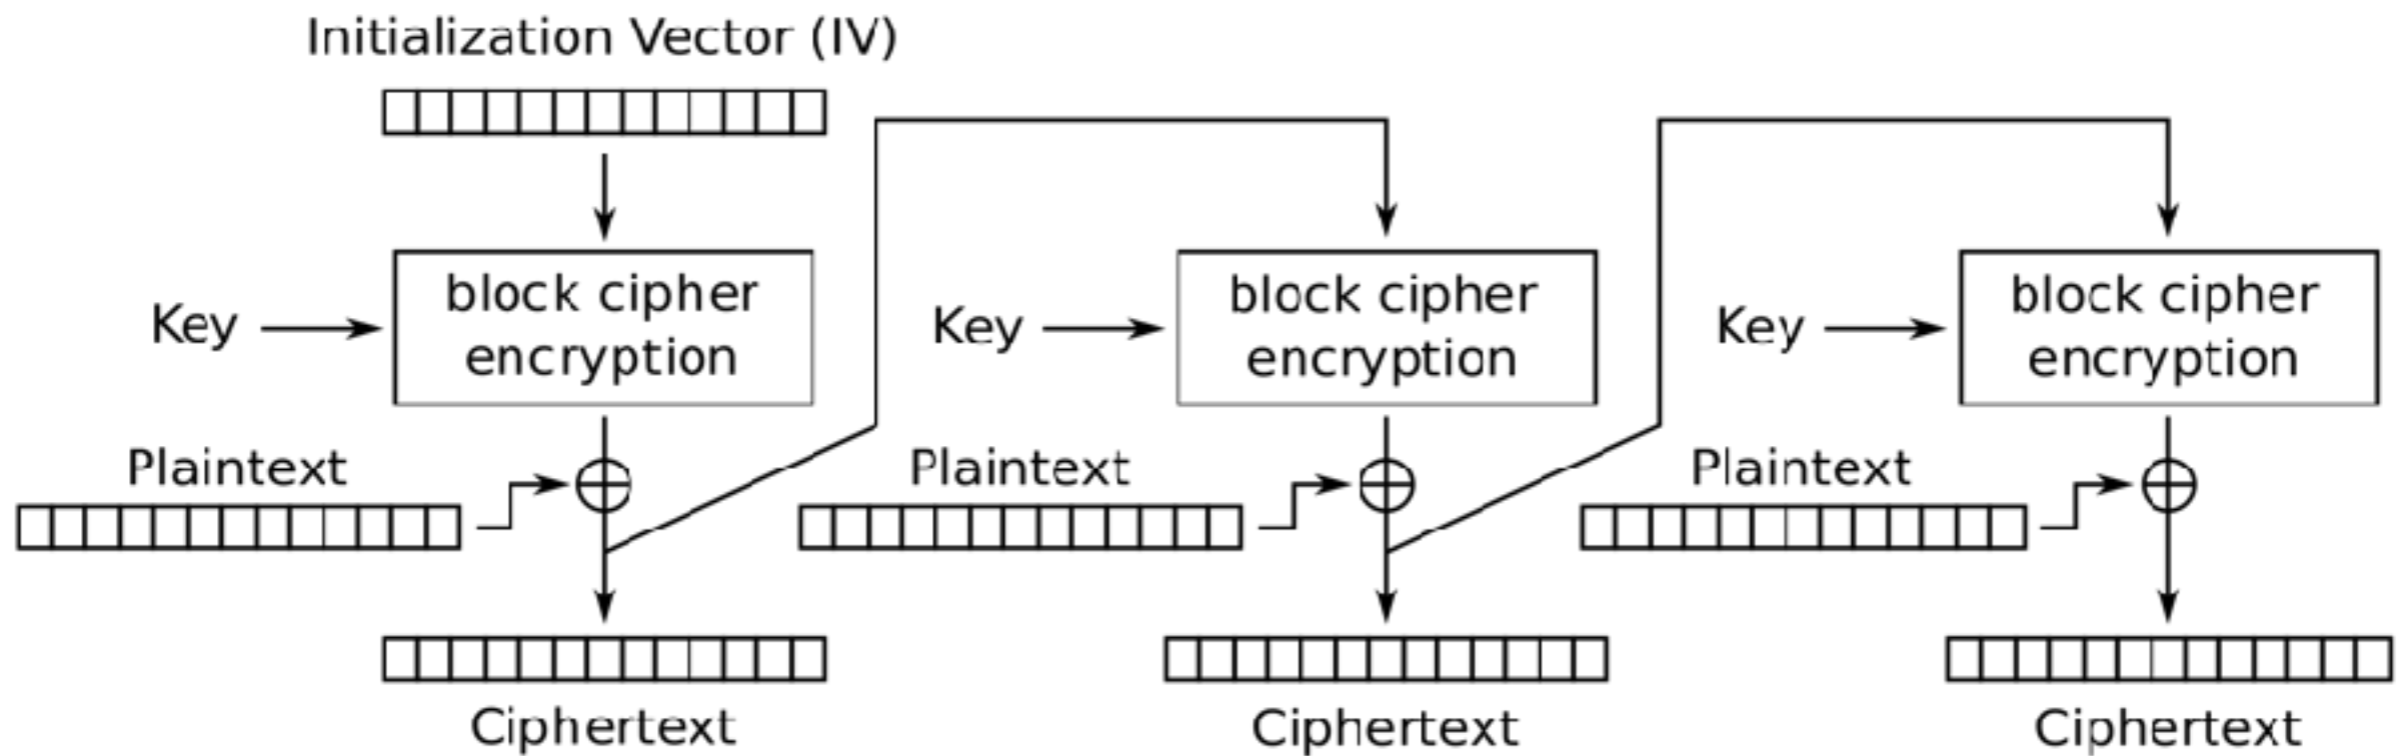 Initialization Vector (IV)
Key
block cipher
encryption
Key
block cipher
encryption
Key
block cipher
encryption
Plaintext
Plaintext
Plaintext
Ciphertext
Ciphertext
Ciphertext